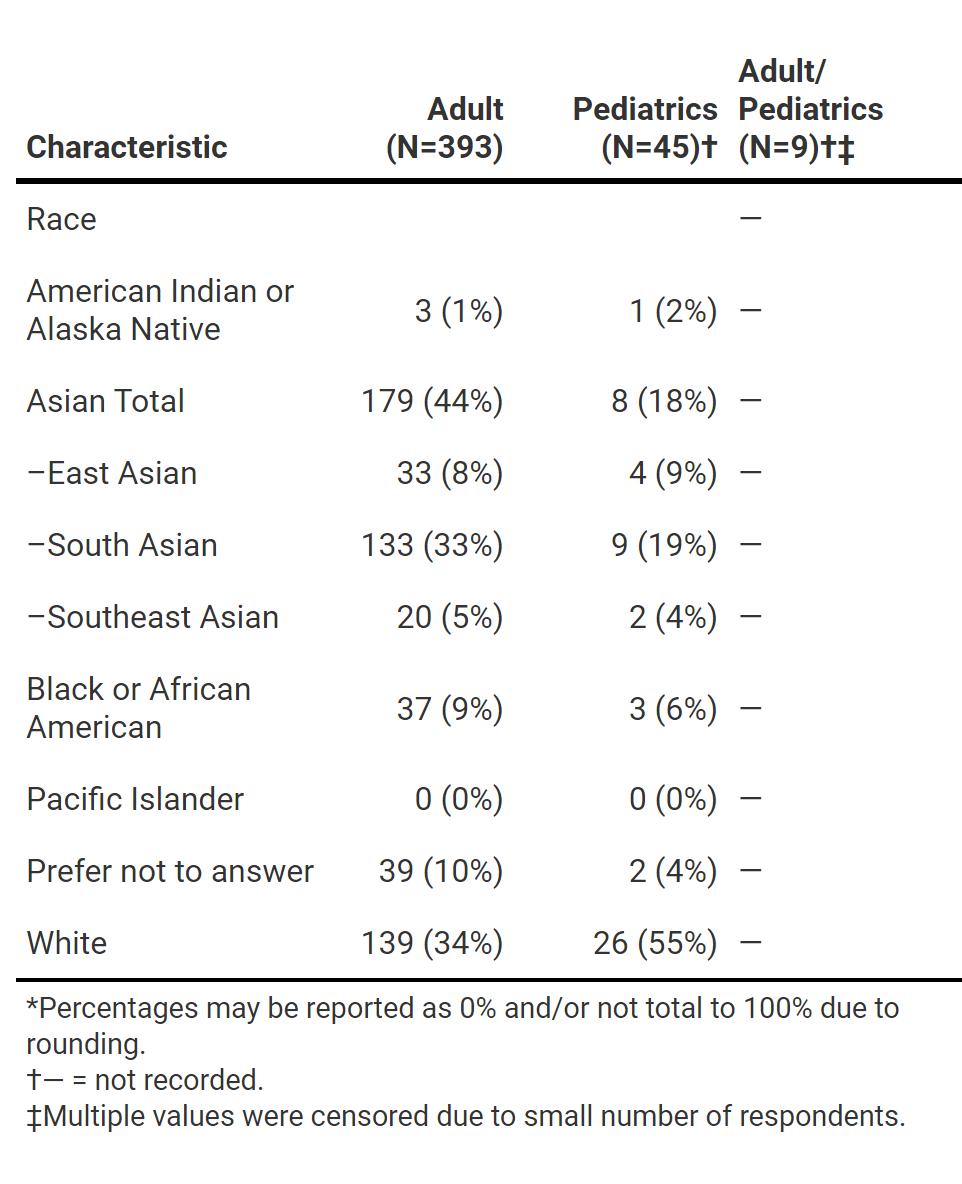 Adult/
Adult Pediatrics Pediatrics
Characteristic (N=393) (N=45)† (N=9)†‡
Race —
American Indian or
Alaska Native 3 (1%) 1 (2%) —
Asian Total 179 (44%) 8 (18%) —
–East Asian 33 (8%) 4 (9%) —
–South Asian 133 (33%) 9 (19%) —
–Southeast Asian 20 (5%) 2 (4%) —
Black or African
American 37 (9%) 3 (6%) —
Pacific Islander 0 (0%) 0 (0%) —
Prefer not to answer 39 (10%) 2 (4%) —
White 139 (34%) 26 (55%) —
*Percentages may be reported as 0% and/or not total to 100% due to
rounding.
†— = not recorded.
‡Multiple values were censored due to small number of respondents.